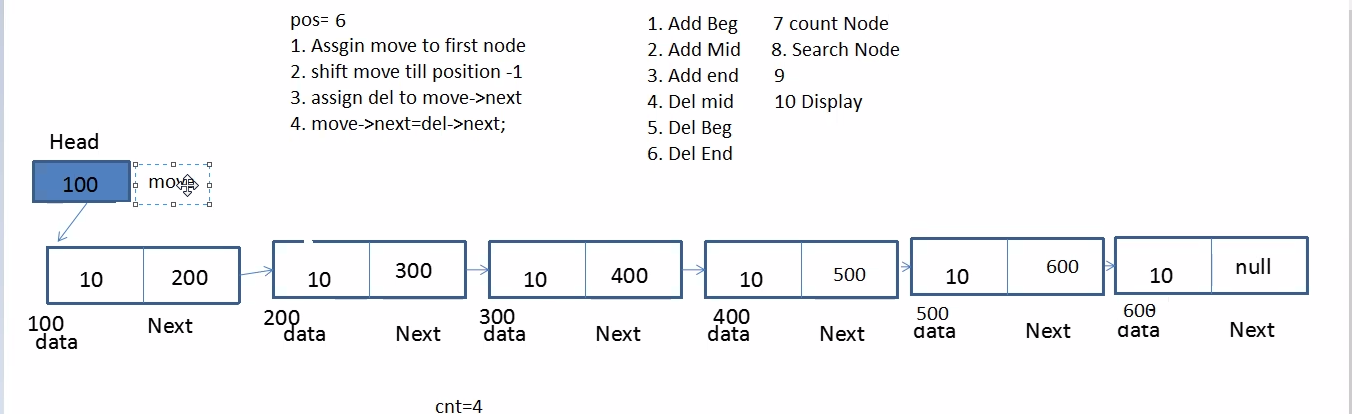 pos= 6
1. Assgin move to first node
2. shift move till position -1
3. assign del to move->next
4. move->next=del->next;
1. Add Beg
2. Add Mid
3. Add end
4. Del mid
5. Del Beg
6. Del End
7 count Node
8. Search Node
9
10 Display
Head
100
move
10 200
10 300
10 400
10 500
10 600
10 null
100
data Next
200
data Next
300
data Next
400
data Next
500
data Next
600
data Next
cnt=4